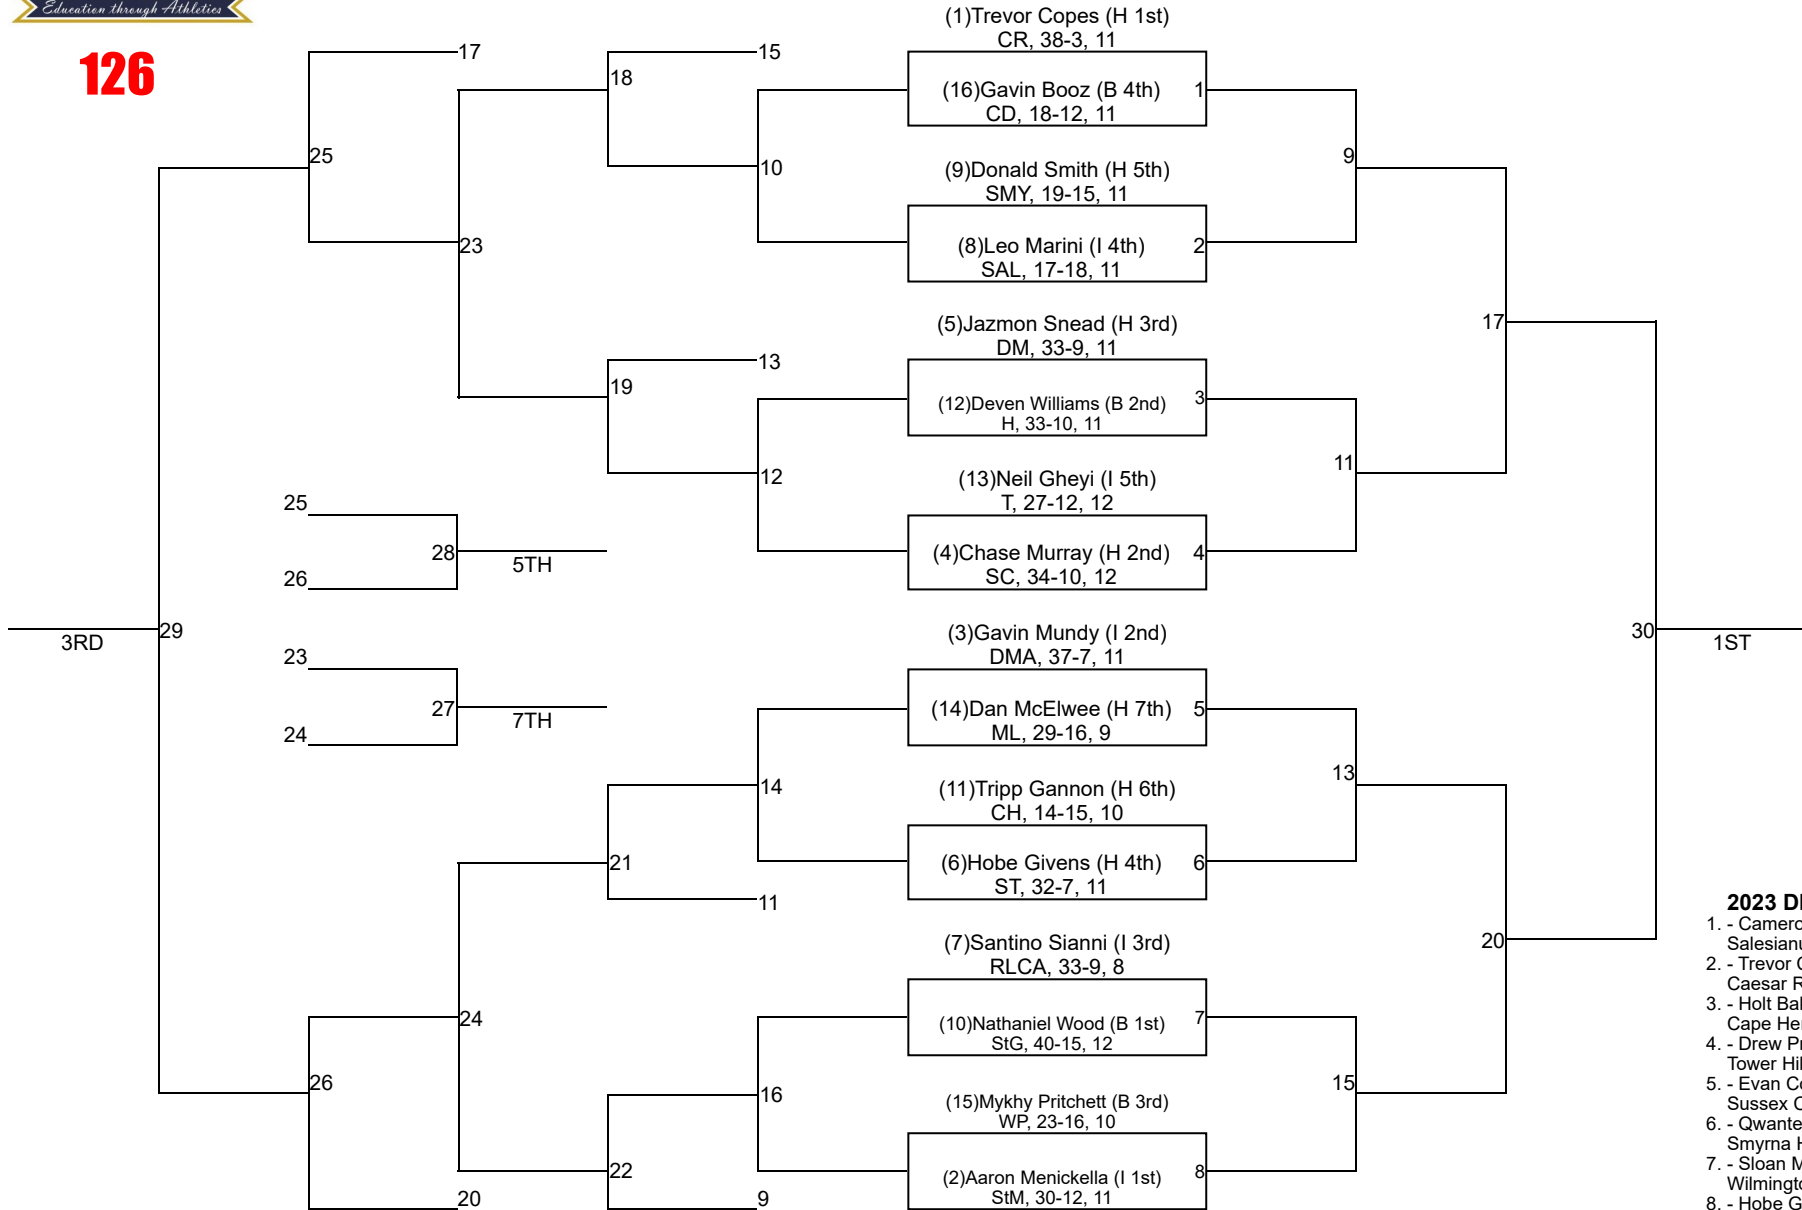 Education through Athletics
126
(1)Trevor Copes (H 1st)
CR, 38-3, 11
(16)Gavin Booz (B 4th)
CD, 18-12, 11
(9)Donald Smith (H 5th)
SMY, 19-15, 11
(8)Leo Marini (I 4th)
SAL, 17-18, 11
(5)Jazmon Snead (H 3rd)
DM, 33-9, 11
(12)Deven Williams (B 2nd)
H, 33-10, 11
(13)Neil Gheyi (I 5th)
T, 27-12, 12
(4)Chase Murray (H 2nd)
SC, 34-10, 12
(3)Gavin Mundy (I 2nd)
DMA, 37-7, 11
(14)Dan McElwee (H 7th)
ML, 29-16, 9
(11)Tripp Gannon (H 6th)
CH, 14-15, 10
(6)Hobe Givens (H 4th)
ST, 32-7, 11
(7)Santino Sianni (I 3rd)
RLCA, 33-9, 8
(10)Nathaniel Wood (B 1st)
StG, 40-15, 12
(15)Mykhy Pritchett (B 3rd)
WP, 23-16, 10
(2)Aaron Menickella (I 1st)
StM, 30-12, 11
1
2
3
4
5
6
7
8
9
11
13
15
17
20
30
1ST
15
10
13
12
14
11
16
9
18
19
21
22
17
23
24
20
25
26
25
26
28
5TH
23
24
27
7TH
29
3RD
2023 D
1. - Camero
Salesian
2. - Trevor
Caesar R
3. - Holt Ba
Cape He
4. - Drew P
Tower Hi
5. - Evan C
Sussex
6. - Qwante
Smyrna
7. - Sloan
Wilmingt
8. - Hobe G